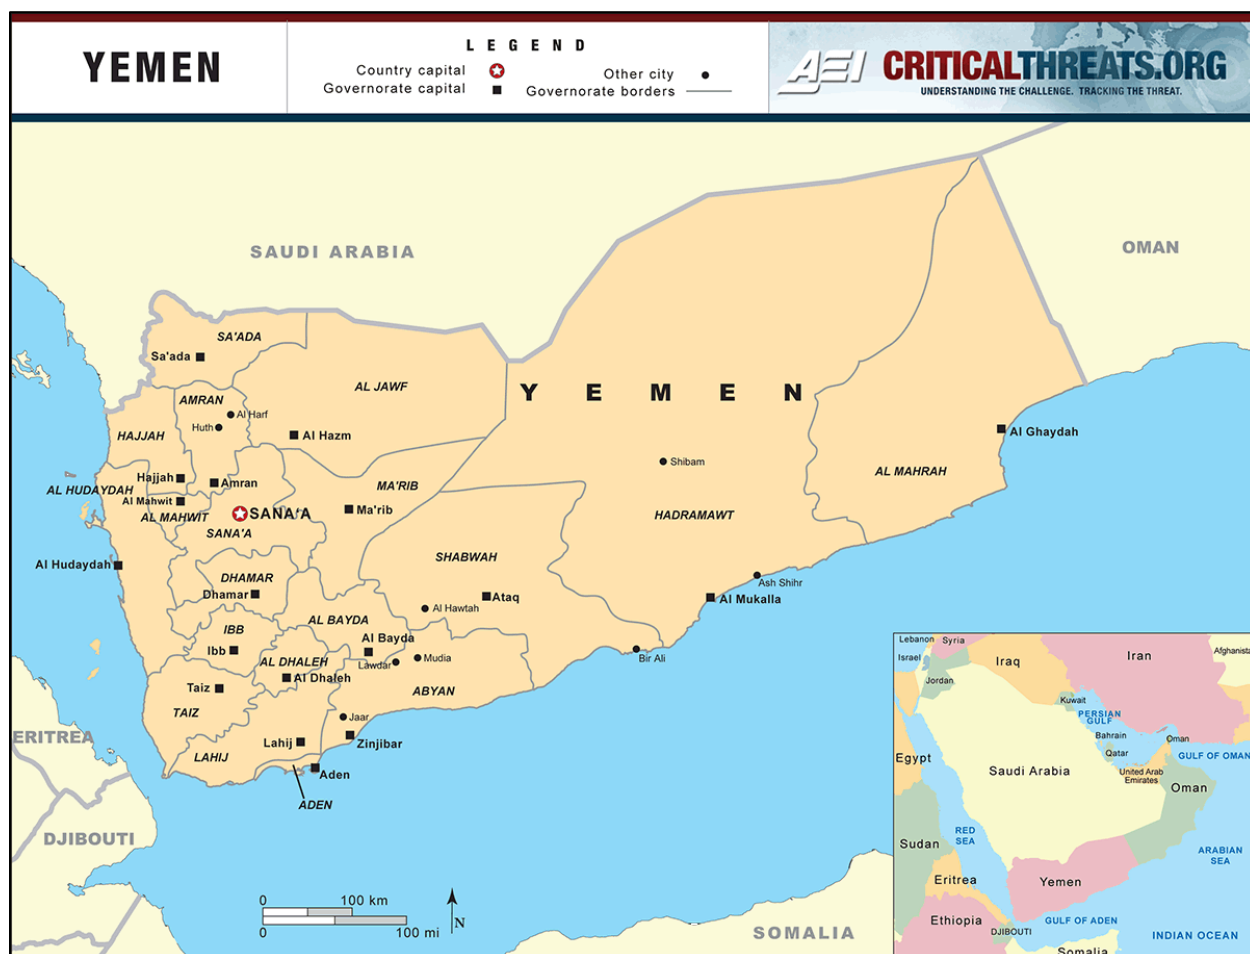 YEMEN
LEGEND
Country capital
Governorate capital
Other city
Governorate borders
AEI CRITICALTHREATS.ORG
UNDERSTANDING THE CHALLENGE. TRACKING THE THREAT.
SAUDI ARABIA
OMAN
SA'ADA
Sa'ada
AL JAWF
YEMEN
AMRAN
Al Harf
Huth
HAJJAH
Al Hazm
Al Ghaydah
Shibam
AL MAHRAH
Hajjah
Amran
MA'RIB
AL HUDAYDAH
Al Mahwit
AL MAHWIT
SANA'A
Ma'rib
HADRAMAWT
SANA'A
SHABWAH
Al Hudaydah
DHAMAR
Dhamar
Ash Shihr
Ataq
Al Mukalla
Al Hawtah
AL BAYDA
IBB
Al Bayda
Ibb
AL DHALEH
Lawdar
Mudia
Bir Ali
Al Dhaleh
Taiz
ABYAN
TAIZ
Jaar
Lahij
Zinjibar
LAHIJ
Aden
ADEN
ERITREA
DJIBOUTI
0 100 km
0 100 mi
N
SOMALIA
Lebanon
Syria
Israel
Iraq
Iran
Afghanista
Jordan
Kuwait
PERSIAN
GULF
Bahrain
Oman
Qatar
GULF OF OMAN
Egypt
Saudi Arabia
United Arab
Emirates
Oman
Sudan
RED
SEA
ARABIAN
SEA
Eritrea
Yemen
Ethiopia
GULF OF ADEN
DJIBOUTI
INDIAN OCEAN
Somalia